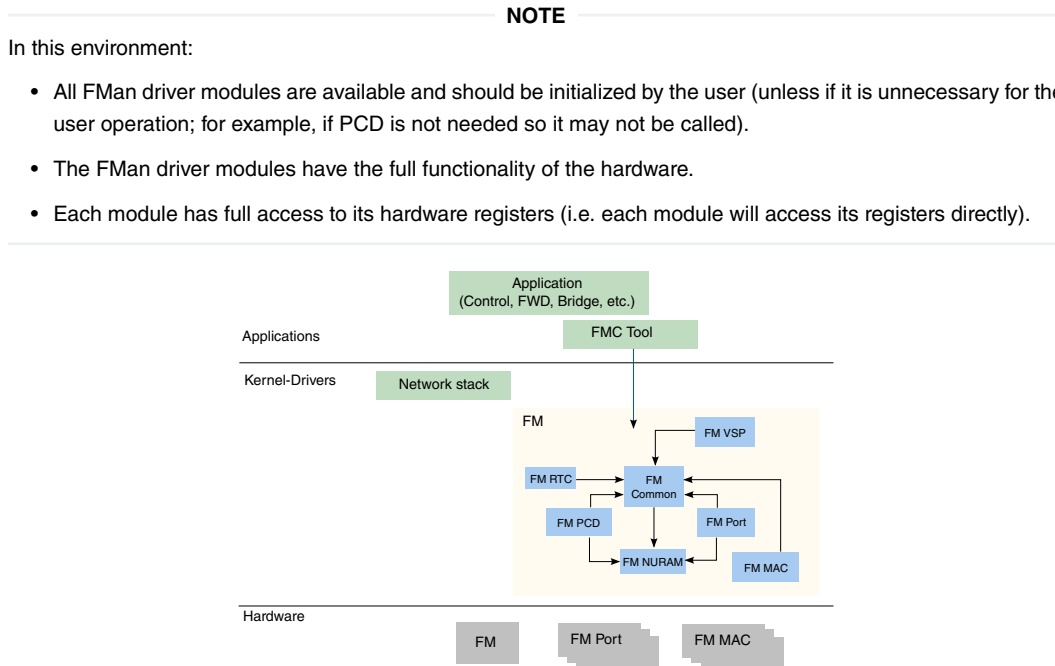 NOTE
In this environment:
• All FMan driver modules are available and should be initialized by the user (unless if it is unnecessary for the
user operation; for example, if PCD is not needed so it may not be called).
• The FMan driver modules have the full functionality of the hardware.
• Each module has full access to its hardware registers (i.e. each module will access its registers directly).
Application
(Control, FWD, Bridge, etc.)
Applications
FMC Tool
Kernel-Drivers
Network stack
FM
FM VSP
FM RTC
FM
Common
FM PCD
FM Port
FM NURAM
FM MAC
Hardware
FM
FM Port
FM MAC